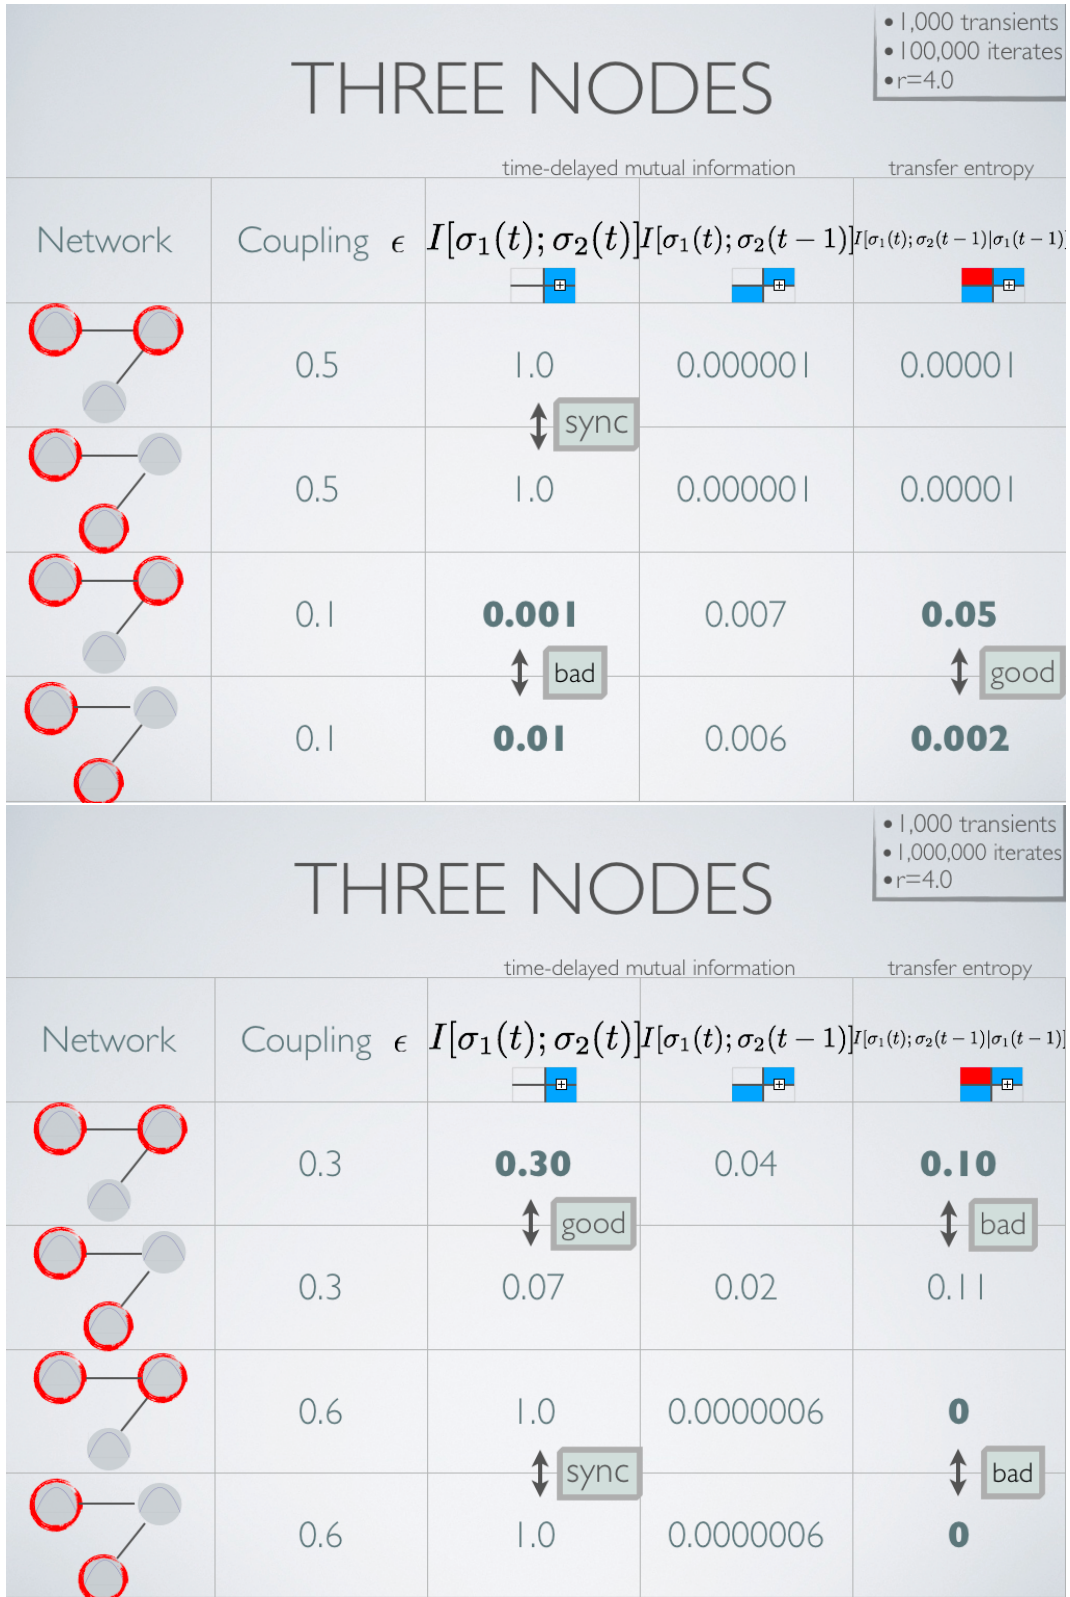 • 1,000 transients
• 100,000 iterates
• r=4.0
THREE NODES
time-delayed mutual information transfer entropy
Network Coupling ϵ I[σ₁(t);σ₂(t)] I[σ₁(t);σ₂(t−1)] I[σ₁(t);σ₂(t−1)|σ₁(t−1)]
0.5 1.0 0.000001 0.00001
sync
0.5 1.0 0.000001 0.00001
0.1 0.001 0.007 0.05
bad good
0.1 0.01 0.006 0.002
• 1,000 transients
• 1,000,000 iterates
• r=4.0
THREE NODES
time-delayed mutual information transfer entropy
Network Coupling ϵ I[σ₁(t);σ₂(t)] I[σ₁(t);σ₂(t−1)] I[σ₁(t);σ₂(t−1)|σ₁(t−1)]
0.3 0.30 0.04 0.10
good bad
0.3 0.07 0.02 0.11
0.6 1.0 0.0000006 0
sync bad
0.6 1.0 0.0000006 0